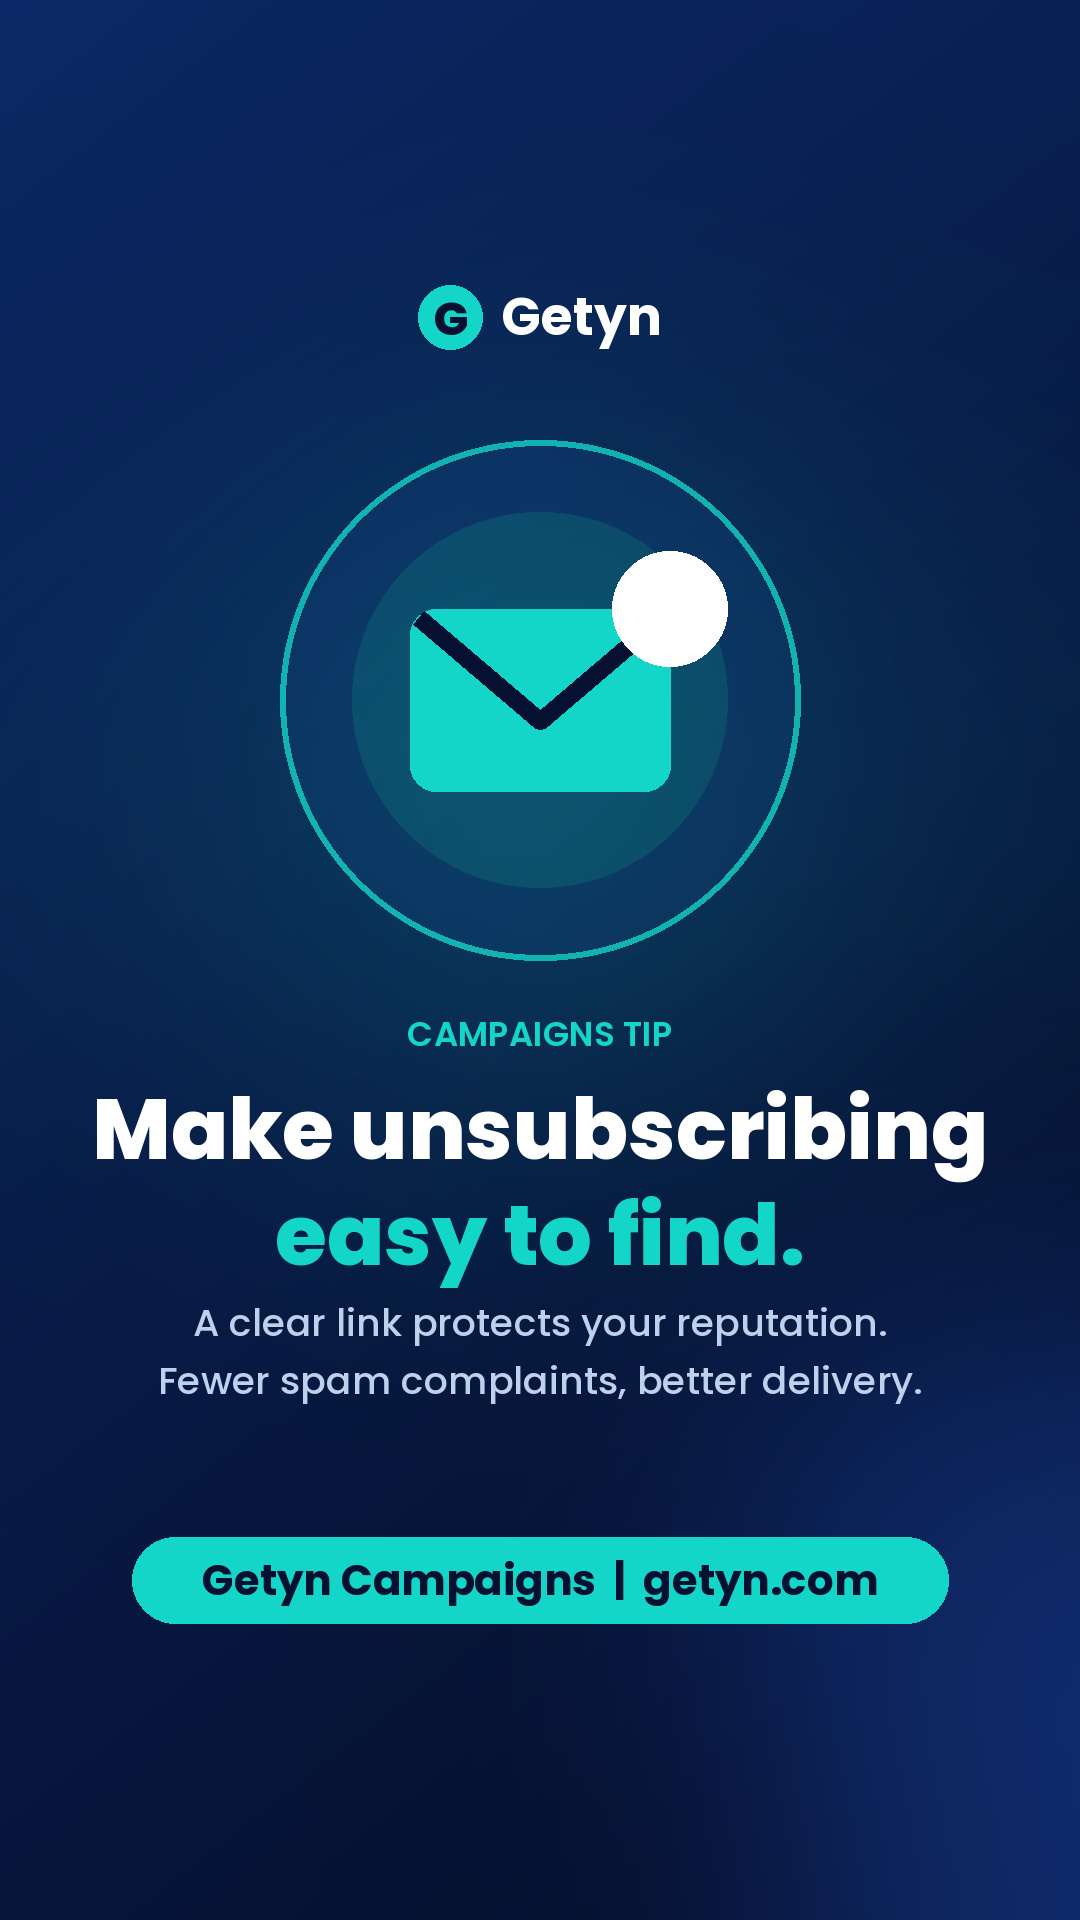 G Getyn
CAMPAIGNS TIP
Make unsubscribing
easy to find.
A clear link protects your reputation.
Fewer spam complaints, better delivery.
Getyn Campaigns | getyn.com